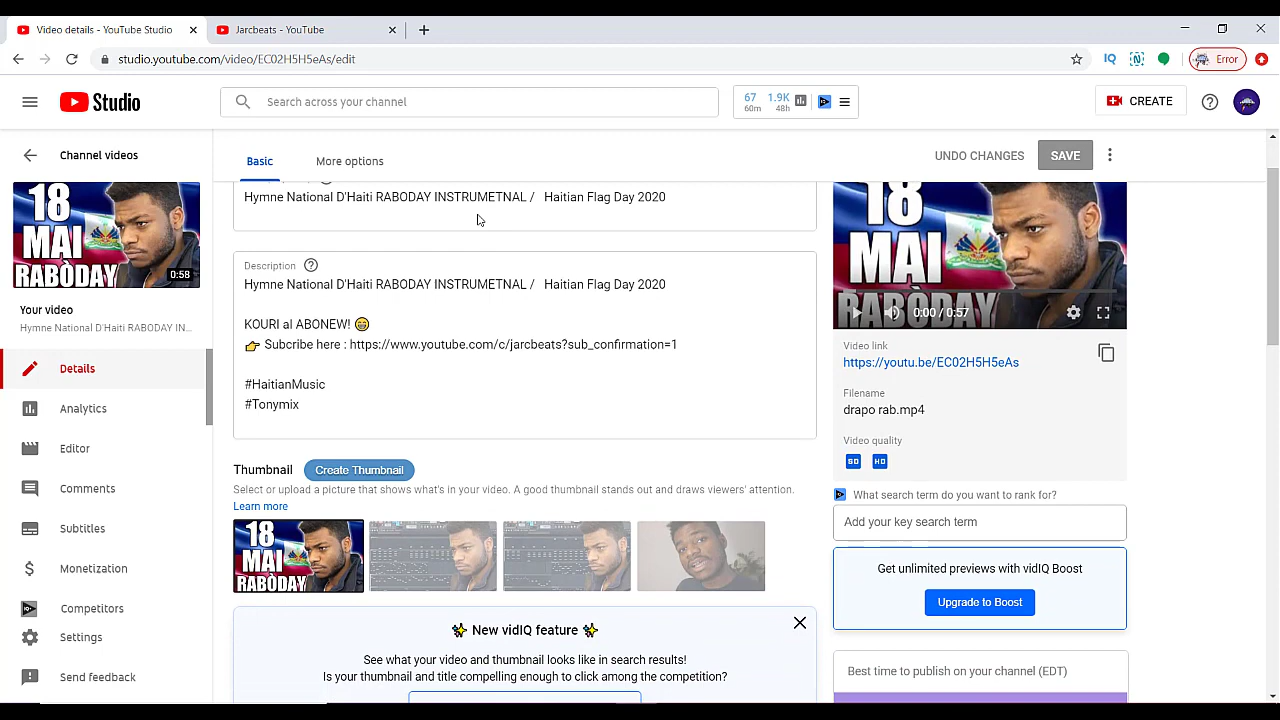 Video details - YouTube Studio
Jarcbeats - YouTube
studio.youtube.com/video/EC02H5H5eAs/edit
IQ
N
Error
Studio
Search across your channel
67
60m
1.9K
48h
CREATE
Channel videos
Basic
More options
UNDO CHANGES
SAVE
18
MAI
RABÒDAY
0:58
Your video
Hymne National D'Haiti RABODAY IN...
Details
Analytics
Editor
Comments
Subtitles
Monetization
Competitors
Settings
Send feedback
Hymne National D'Haiti RABODAY INSTRUMETNAL / Haitian Flag Day 2020
Description
Hymne National D'Haiti RABODAY INSTRUMETNAL / Haitian Flag Day 2020
KOURI al ABONEW! 😁
👉 Subcribe here : https://www.youtube.com/c/jarcbeats?sub_confirmation=1
#HaitianMusic
#Tonymix
Thumbnail
Create Thumbnail
Select or upload a picture that shows what's in your video. A good thumbnail stands out and draws viewers' attention.
Learn more
18
MAI
RABÒDAY
✨ New vidIQ feature ✨
See what your video and thumbnail looks like in search results!
Is your thumbnail and title compelling enough to click among the competition?
18
MAI
RABÒDAY
0:00 / 0:57
Video link
https://youtu.be/EC02H5H5eAs
Filename
drapo rab.mp4
Video quality
SD
HD
What search term do you want to rank for?
Add your key search term
Get unlimited previews with vidIQ Boost
Upgrade to Boost
Best time to publish on your channel (EDT)